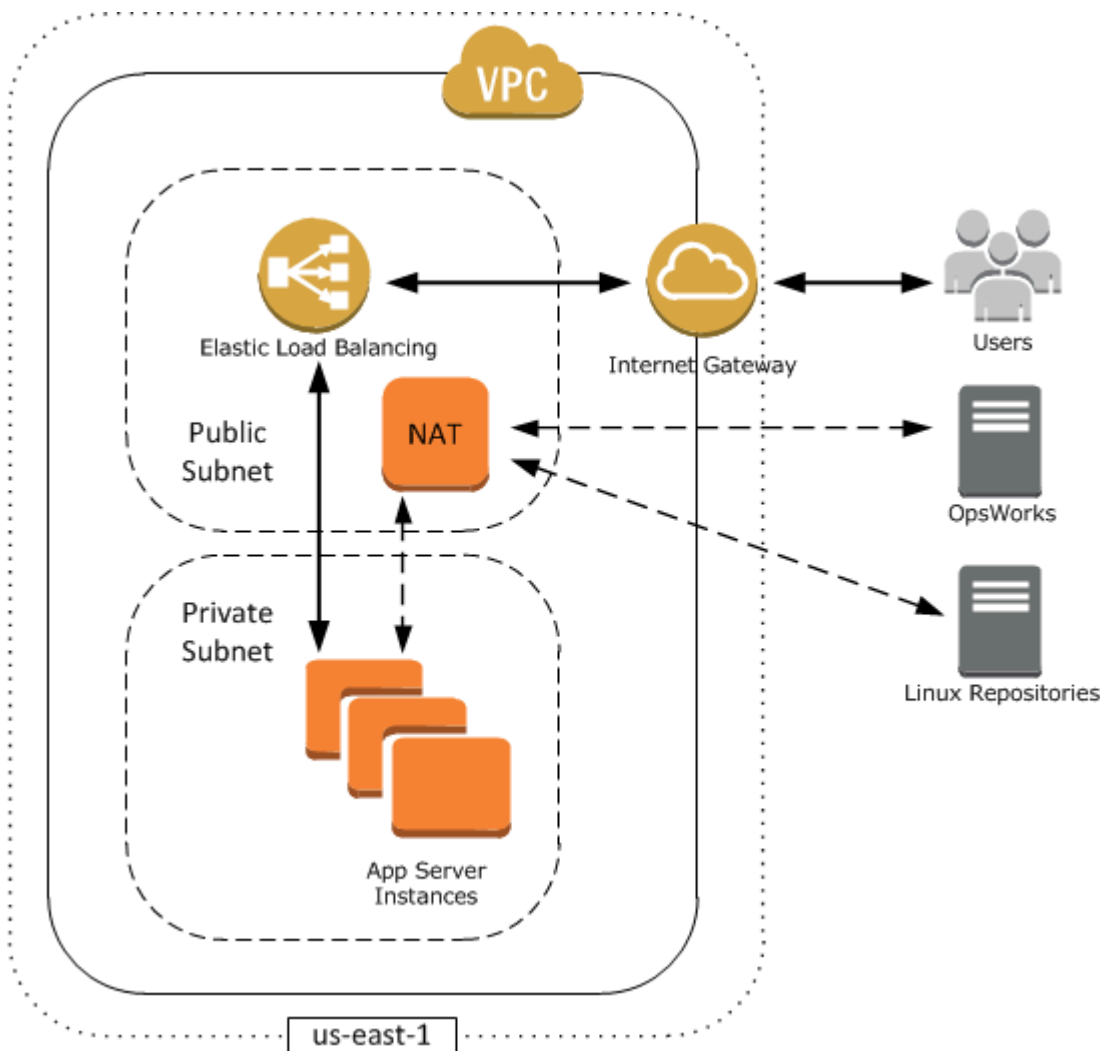 VPC
Elastic Load Balancing
Internet Gateway
Users
Public
Subnet
NAT
OpsWorks
Private
Subnet
Linux Repositories
App Server
Instances
us-east-1